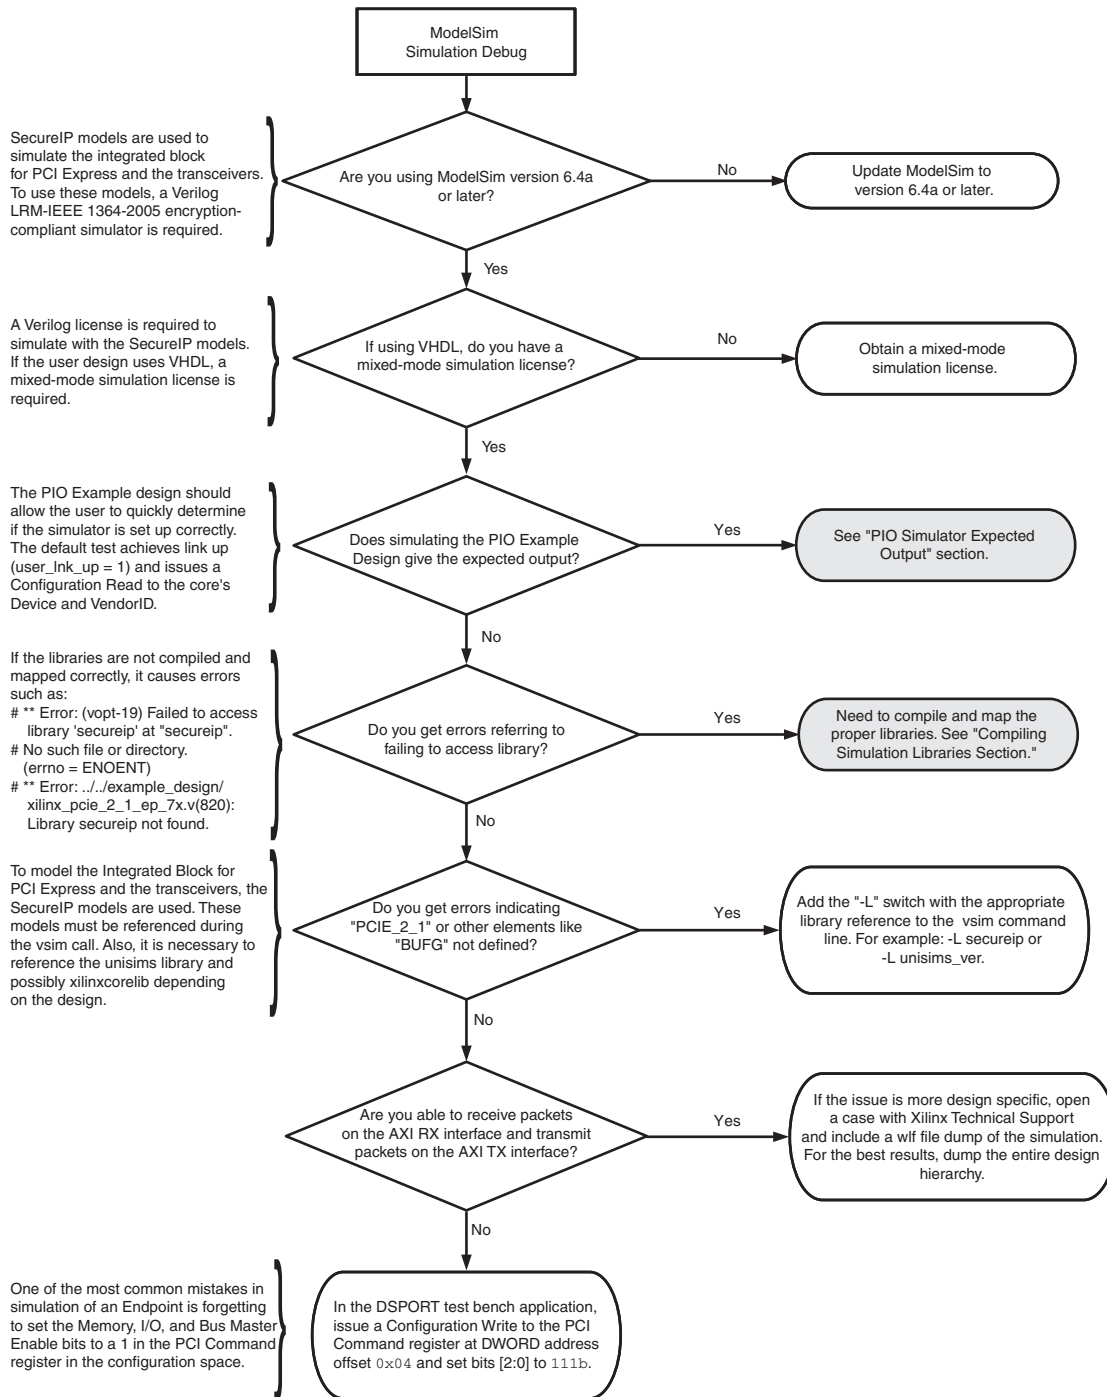 ModelSim
Simulation Debug
SecureIP models are used to
simulate the integrated block
for PCI Express and the transceivers.
To use these models, a Verilog
LRM-IEEE 1364-2005 encryption-
compliant simulator is required.
Are you using ModelSim version 6.4a
or later?
No
Update ModelSim to
version 6.4a or later.
Yes
A Verilog license is required to
simulate with the SecureIP models.
If the user design uses VHDL, a
mixed-mode simulation license is
required.
If using VHDL, do you have a
mixed-mode simulation license?
No
Obtain a mixed-mode
simulation license.
Yes
The PIO Example design should
allow the user to quickly determine
if the simulator is set up correctly.
The default test achieves link up
(user_lnk_up = 1) and issues a
Configuration Read to the core's
Device and VendorID.
Does simulating the PIO Example
Design give the expected output?
Yes
See "PIO Simulator Expected
Output" section.
No
If the libraries are not compiled and
mapped correctly, it causes errors
such as:
# ** Error: (vopt-19) Failed to access
library 'secureip' at "secureip".
# No such file or directory.
(errno = ENOENT)
# ** Error: ../../example_design/
xilinx_pcie_2_1_ep_7x.v(820):
Library secureip not found.
Do you get errors referring to
failing to access library?
Yes
Need to compile and map the
proper libraries. See "Compiling
Simulation Libraries Section."
No
To model the Integrated Block for
PCI Express and the transceivers, the
SecureIP models are used. These
models must be referenced during
the vsim call. Also, it is necessary to
reference the unisims library and
possibly xilinxcorelib depending
on the design.
Do you get errors indicating
"PCIE_2_1" or other elements like
"BUFG" not defined?
Yes
Add the "-L" switch with the appropriate
library reference to the vsim command
line. For example: -L secureip or
-L unisims_ver.
No
Are you able to receive packets
on the AXI RX interface and transmit
packets on the AXI TX interface?
Yes
If the issue is more design specific, open
a case with Xilinx Technical Support
and include a wlf file dump of the simulation.
For the best results, dump the entire design
hierarchy.
No
One of the most common mistakes in
simulation of an Endpoint is forgetting
to set the Memory, I/O, and Bus Master
Enable bits to a 1 in the PCI Command
register in the configuration space.
In the DSPORT test bench application,
issue a Configuration Write to the PCI
Command register at DWORD address
offset 0x04 and set bits [2:0] to 111b.